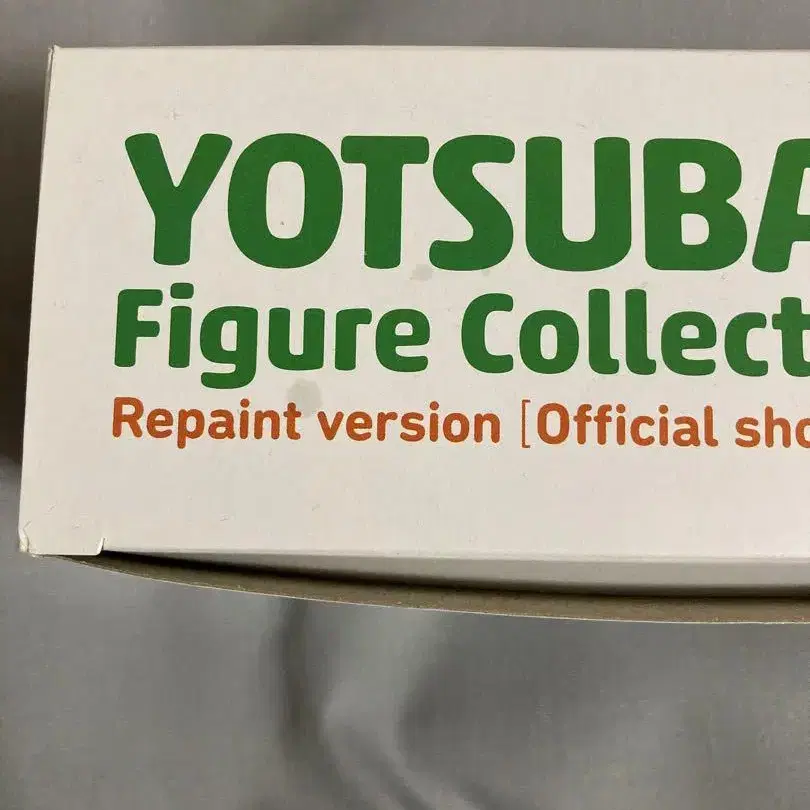 YOTSUBA
Figure Collect
Repaint version [Official sho